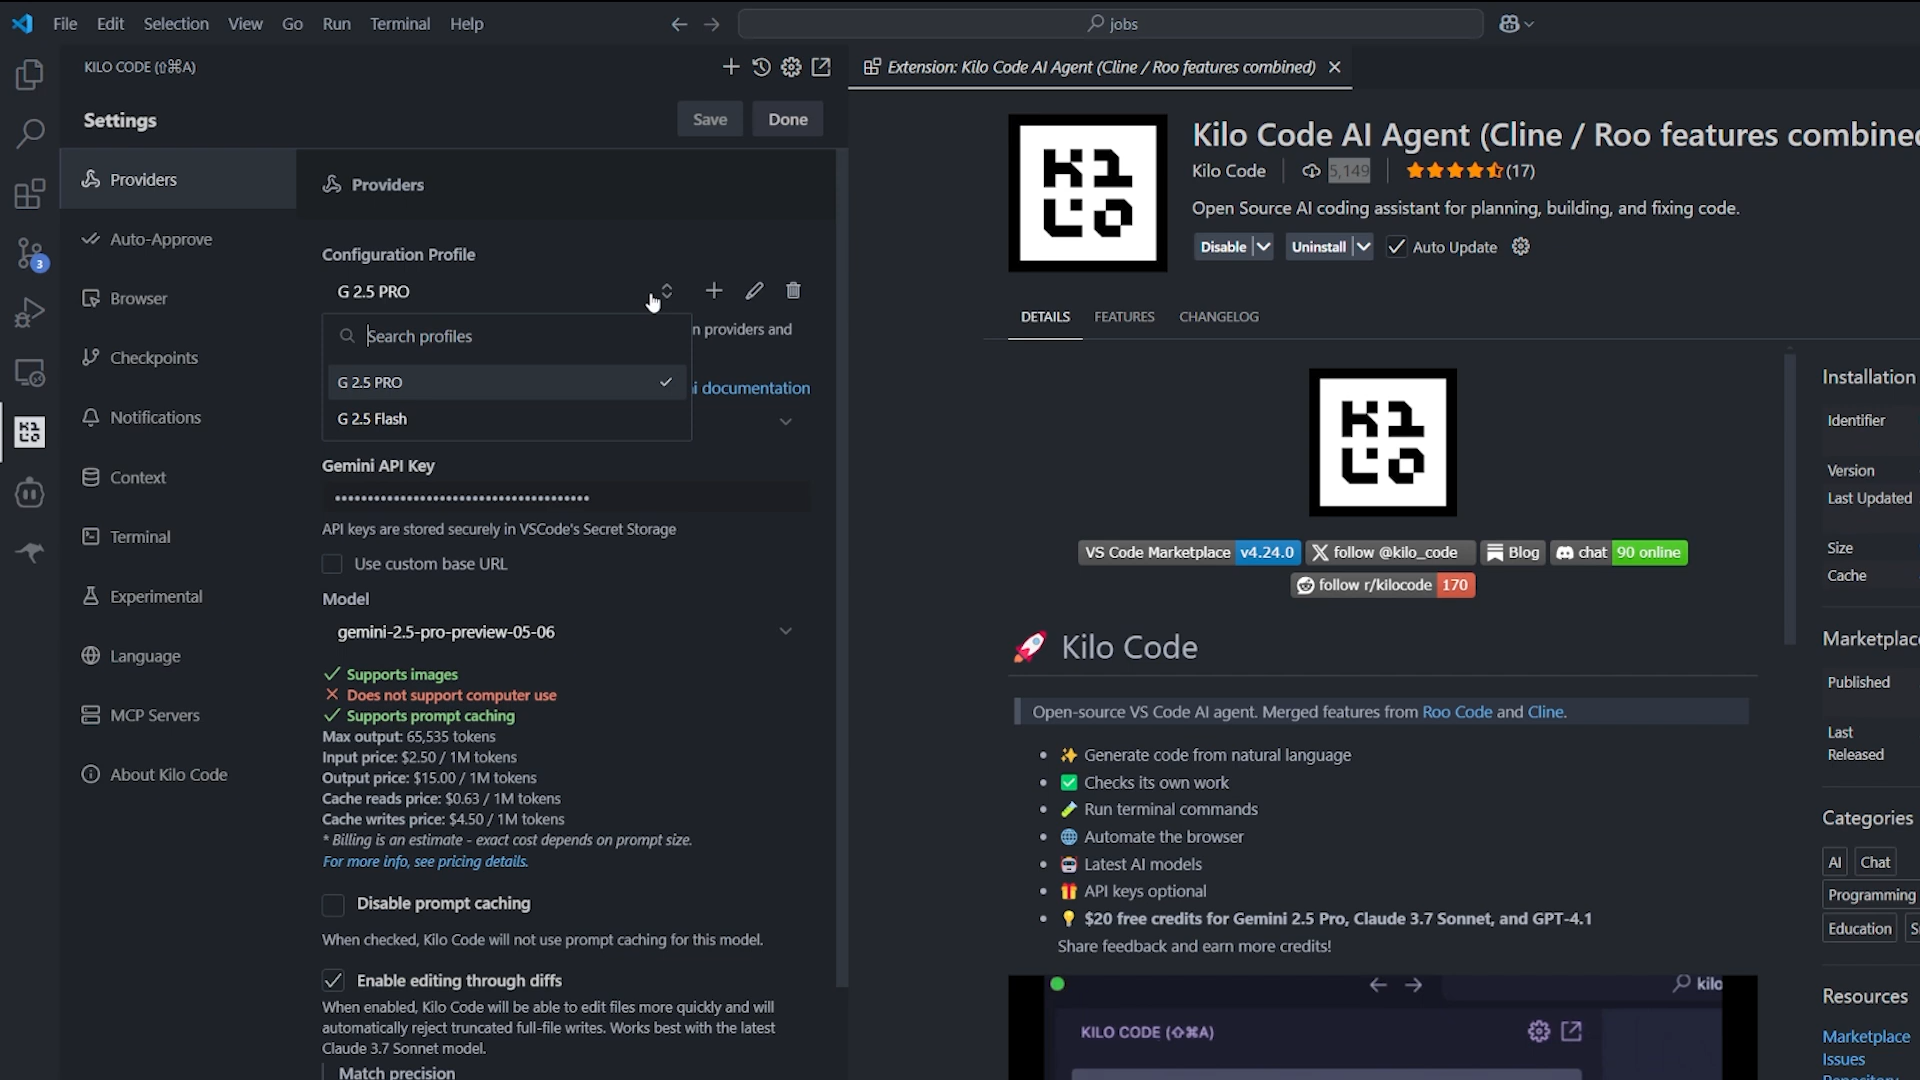 File Edit Selection View Go Run Terminal Help
jobs
KILO CODE (⇧⌘A)
Extension: Kilo Code AI Agent (Cline / Roo features combined)
Settings
Save
Done
Providers
Auto-Approve
Browser
Checkpoints
Notifications
Context
Terminal
Experimental
Language
MCP Servers
About Kilo Code
3
Providers
Configuration Profile
G 2.5 PRO
Search profiles
n providers and
G 2.5 PRO
i documentation
G 2.5 Flash
Gemini API Key
API keys are stored securely in VSCode's Secret Storage
Use custom base URL
Model
gemini-2.5-pro-preview-05-06
Supports images
Does not support computer use
Supports prompt caching
Max output: 65,535 tokens
Input price: $2.50 / 1M tokens
Output price: $15.00 / 1M tokens
Cache reads price: $0.63 / 1M tokens
Cache writes price: $4.50 / 1M tokens
* Billing is an estimate - exact cost depends on prompt size.
For more info, see pricing details.
Disable prompt caching
When checked, Kilo Code will not use prompt caching for this model.
Enable editing through diffs
When enabled, Kilo Code will be able to edit files more quickly and will
automatically reject truncated full-file writes. Works best with the latest
Claude 3.7 Sonnet model.
Match precision
Kilo Code AI Agent (Cline / Roo features combine
Kilo Code
5,149
(17)
Open Source AI coding assistant for planning, building, and fixing code.
Disable
Uninstall
Auto Update
DETAILS FEATURES CHANGELOG
VS Code Marketplace v4.24.0 X follow @kilo_code Blog chat 90 online
follow r/kilocode 170
🚀 Kilo Code
Open-source VS Code AI agent. Merged features from Roo Code and Cline.
• ✨ Generate code from natural language
• ✅ Checks its own work
• 🧪 Run terminal commands
• 🌐 Automate the browser
• 🤖 Latest AI models
• 🎁 API keys optional
• 💡 $20 free credits for Gemini 2.5 Pro, Claude 3.7 Sonnet, and GPT-4.1
Share feedback and earn more credits!
kilo
KILO CODE (⇧⌘A)
Installation
Identifier
Version
Last Updated
Size
Cache
Marketplac
Published
Last
Released
Categories
AI Chat
Programming
Education S
Resources
Marketplace
Issues